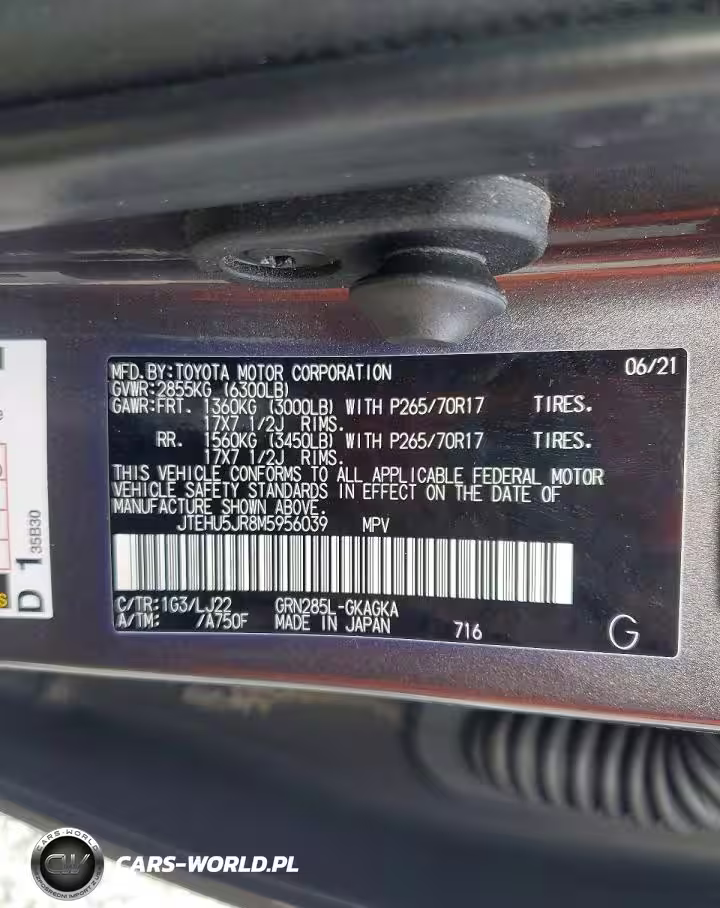 MFD.BY:TOYOTA MOTOR CORPORATION 06/21
GVWR:2855KG (6300LB)
GAWR:FRT. 1360KG (3000LB) WITH P265/70R17 TIRES.
17X7 1/2J RIMS.
RR. 1560KG (3450LB) WITH P265/70R17 TIRES.
17X7 1/2J RIMS.
THIS VEHICLE CONFORMS TO ALL APPLICABLE FEDERAL MOTOR
VEHICLE SAFETY STANDARDS IN EFFECT ON THE DATE OF
MANUFACTURE SHOWN ABOVE.
JTEHU5JR8M5956039 MPV
C/TR:1G3/LJ22 GRN285L-GKAGKA
A/TM: /A750F MADE IN JAPAN 716 G
D 1 35B30
CARS-WORLD
CW
CARS-WORLD.PL